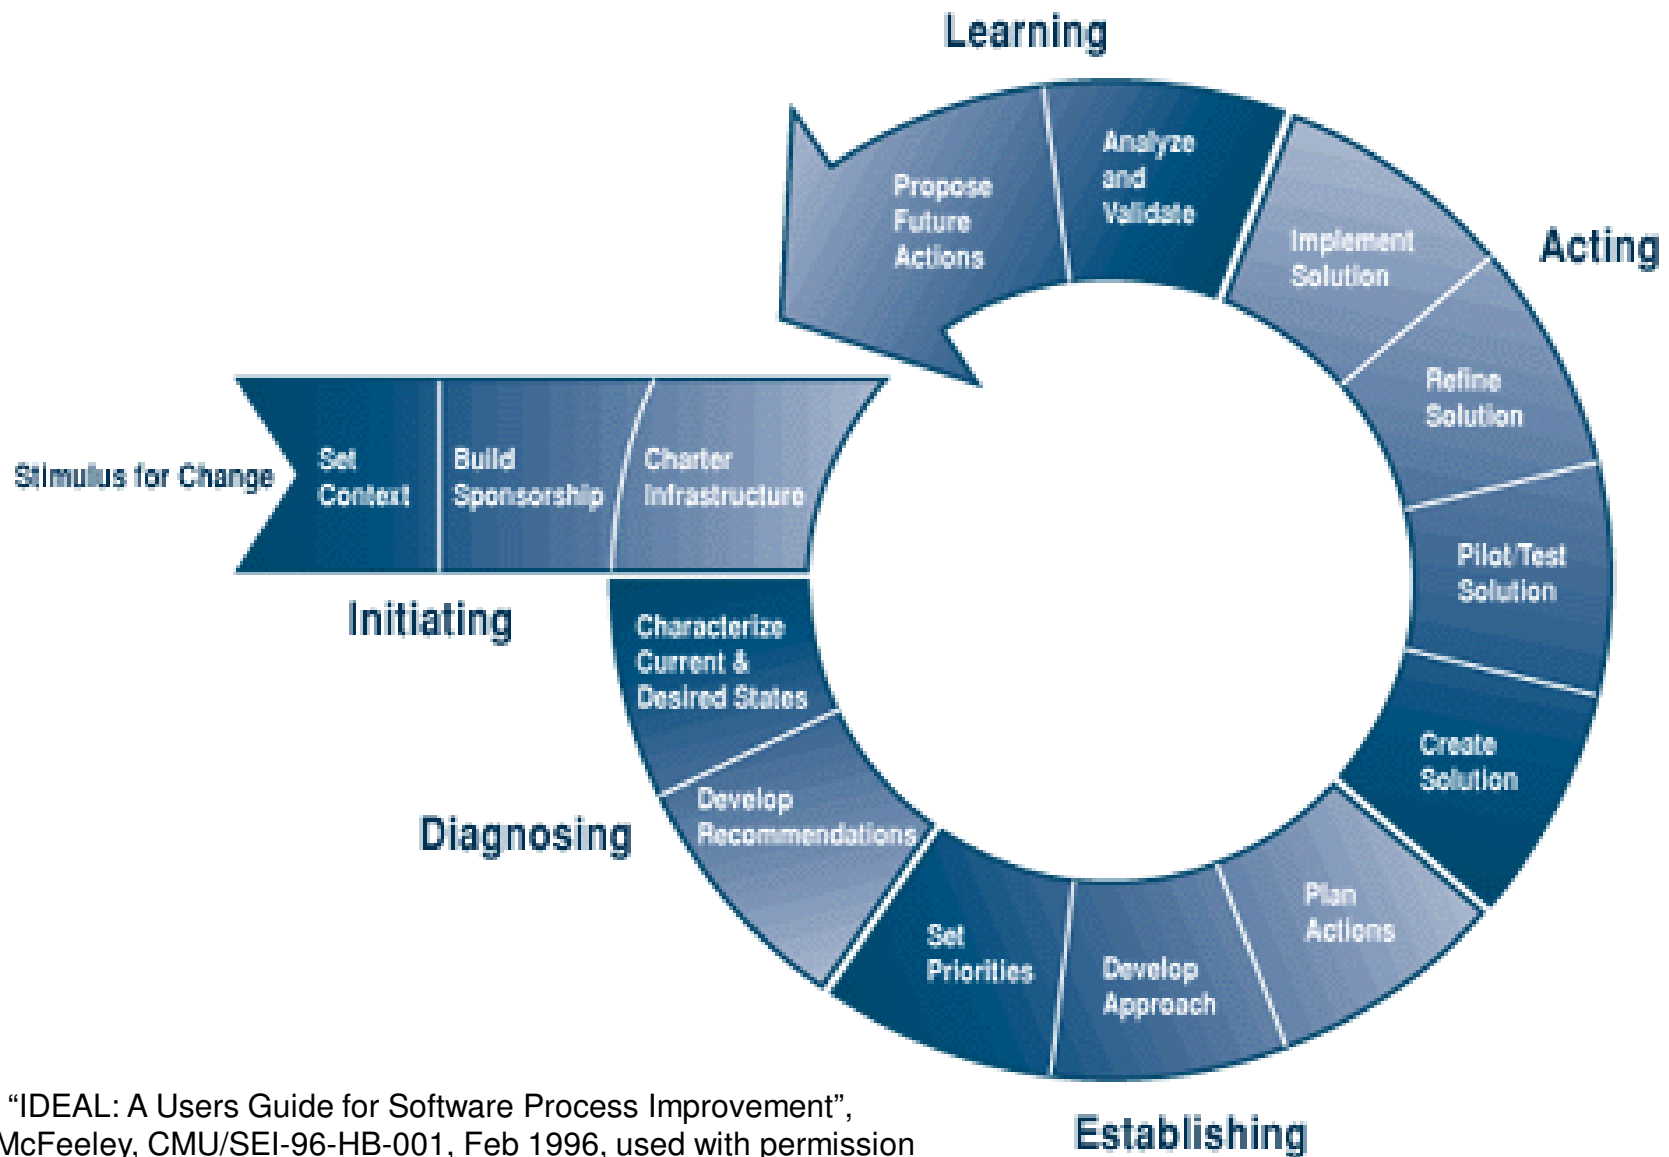 Learning
Propose
Future
Actions
Analyze
and
Validate
Implement
Solution
Acting
Refine
Solution
Stimulus for Change
Set
Context
Build
Sponsorship
Charter
Infrastructure
Pilot/Test
Solution
Initiating
Characterize
Current &
Desired States
Create
Solution
Diagnosing
Develop
Recommendations
Set
Priorities
Develop
Approach
Plan
Actions
Establishing
“IDEAL: A Users Guide for Software Process Improvement”,
McFeeley, CMU/SEI-96-HB-001, Feb 1996, used with permission